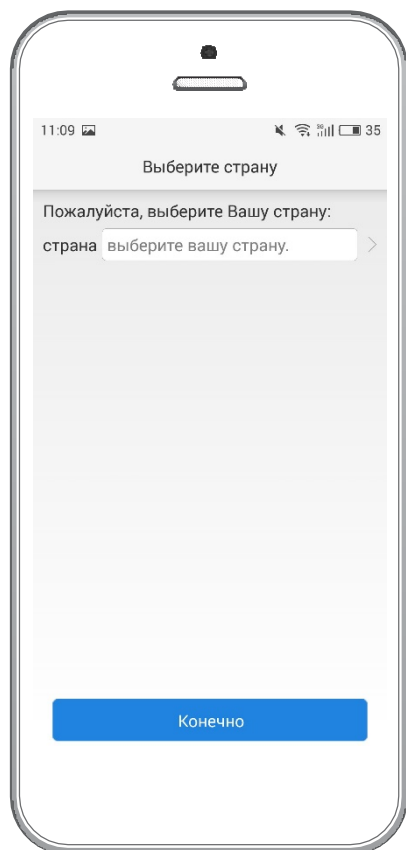 11:09 35
Выберите страну
Пожалуйста, выберите Вашу страну:
страна выберите вашу страну.
Конечно